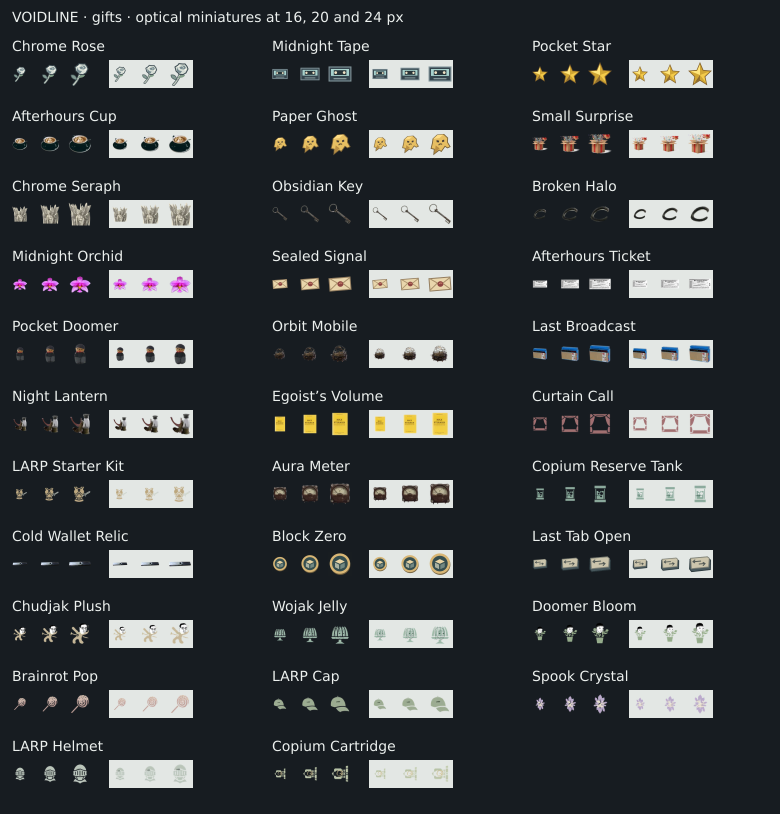 VOIDLINE · gifts · optical miniatures at 16, 20 and 24 px
Chrome Rose
Midnight Tape
Pocket Star
Afterhours Cup
Paper Ghost
Small Surprise
Chrome Seraph
Obsidian Key
Broken Halo
Midnight Orchid
Sealed Signal
Afterhours Ticket
Pocket Doomer
Orbit Mobile
Last Broadcast
Night Lantern
Egoist’s Volume
Curtain Call
LARP Starter Kit
Aura Meter
Copium Reserve Tank
Cold Wallet Relic
Block Zero
Last Tab Open
Chudjak Plush
Wojak Jelly
Doomer Bloom
Brainrot Pop
LARP Cap
Spook Crystal
LARP Helmet
Copium Cartridge